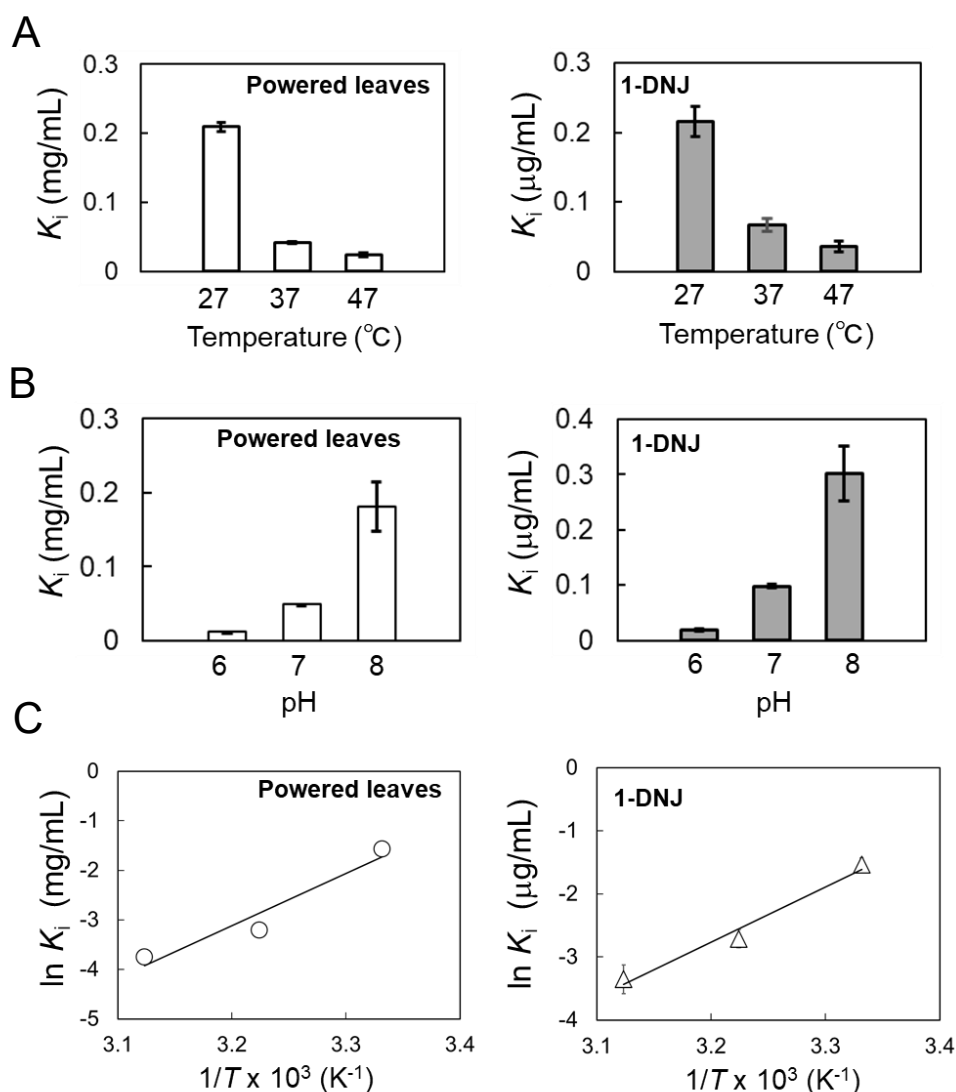 A
Powered leaves
Ki (mg/mL)
0.3
0.2
0.1
0
27 37 47
Temperature (℃)
1-DNJ
Ki (μg/mL)
0.3
0.2
0.1
0
27 37 47
Temperature (℃)
B
Powered leaves
Ki (mg/mL)
0.3
0.2
0.1
0
6 7 8
pH
1-DNJ
Ki (μg/mL)
0.4
0.3
0.2
0.1
0
6 7 8
pH
C
Powered leaves
ln Ki (mg/mL)
0
-1
-2
-3
-4
-5
3.1 3.2 3.3 3.4
1/T x 10³ (K⁻¹)
1-DNJ
ln Ki (μg/mL)
0
-1
-2
-3
-4
3.1 3.2 3.3 3.4
1/T x 10³ (K⁻¹)